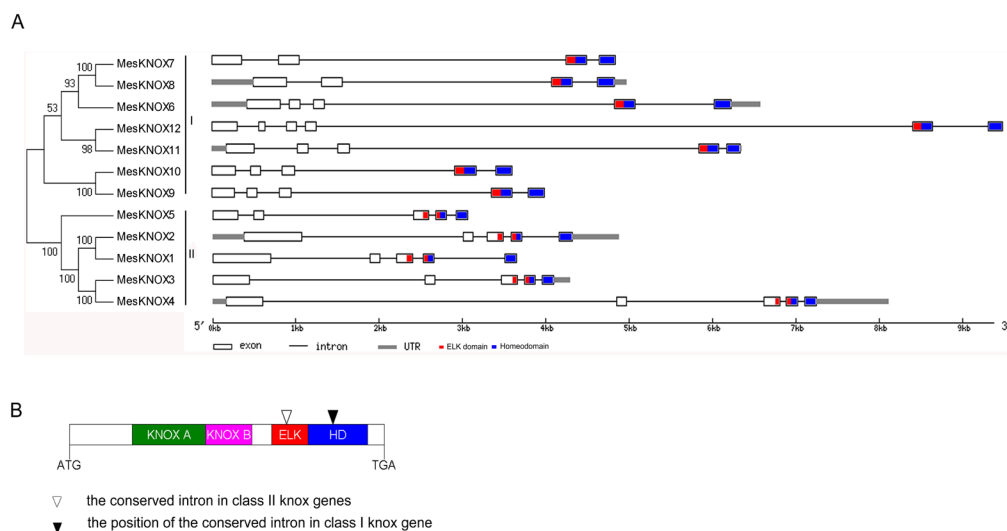 A
MesKNOX7
MesKNOX8
MesKNOX6
MesKNOX12
MesKNOX11
MesKNOX10
MesKNOX9
MesKNOX5
MesKNOX2
MesKNOX1
MesKNOX3
MesKNOX4
100
93
53
98
100
100
100
100
100
I
II
5′ 0kb 1kb 2kb 3kb 4kb 5kb 6kb 7kb 8kb 9kb 3
exon intron UTR ELK domain Homeodomain
B
KNOX A KNOX B ELK HD
ATG TGA
the conserved intron in class II knox genes
the position of the conserved intron in class I knox gene